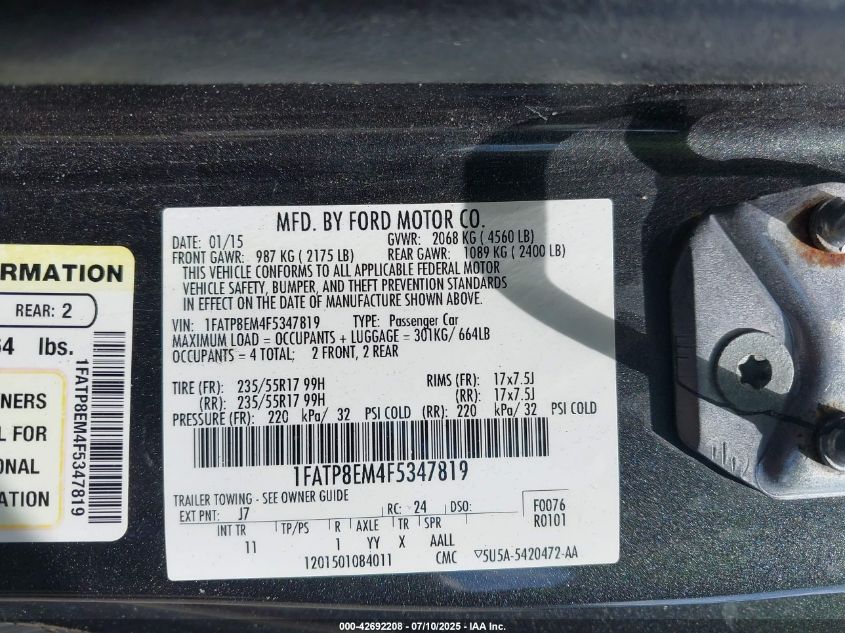 MFD. BY FORD MOTOR CO.
DATE: 01/15 GVWR: 2068 KG ( 4560 LB)
FRONT GAWR: 987 KG ( 2175 LB) REAR GAWR: 1089 KG ( 2400 LB)
THIS VEHICLE CONFORMS TO ALL APPLICABLE FEDERAL MOTOR
VEHICLE SAFETY, BUMPER, AND THEFT PREVENTION STANDARDS
IN EFFECT ON THE DATE OF MANUFACTURE SHOWN ABOVE.
VIN: 1FATP8EM4F5347819 TYPE: Passenger Car
MAXIMUM LOAD = OCCUPANTS + LUGGAGE = 301KG/ 664LB
OCCUPANTS = 4 TOTAL; 2 FRONT, 2 REAR
TIRE (FR): 235/55R17 99H RIMS (FR): 17x7.5J
(RR): 235/55R17 99H (RR): 17x7.5J
PRESSURE (FR): 220 kPa/ 32 PSI COLD (RR): 220 kPa/ 32 PSI COLD
1FATP8EM4F5347819
TRAILER TOWING - SEE OWNER GUIDE
EXT PNT: J7 RC: 24 DSO: F0076
R0101
INT TR TP/PS R AXLE TR SPR
11 1 YY X AALL
1201501084011 CMC ▽5U5A-5420472-AA
RMATION
REAR: 2
64 lbs.
1FATP8EM4F5347819
NERS
L FOR
ONAL
ATION
000-42692208 - 07/10/2025 - IAA Inc.